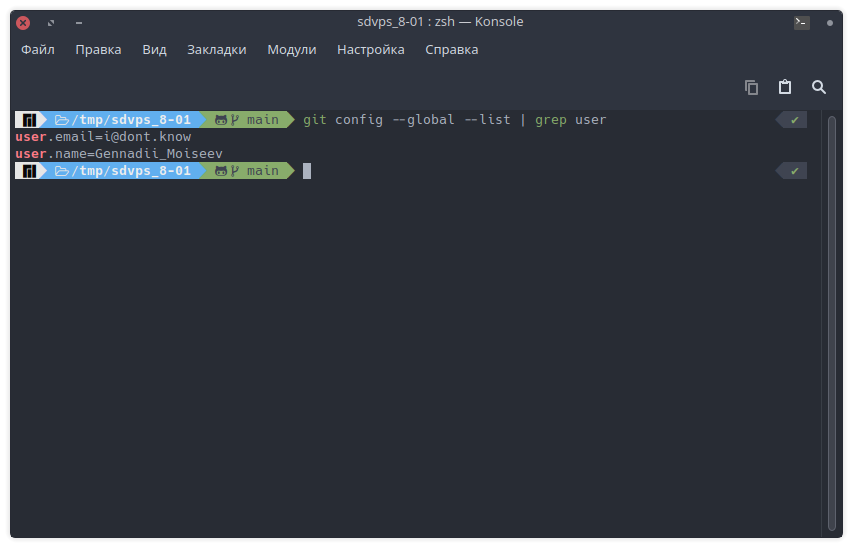 sdvps_8-01 : zsh — Konsole
Файл Правка Вид Закладки Модули Настройка Справка
/tmp/sdvps_8-01 main git config --global --list | grep user ✔
user.email=i@dont.know
user.name=Gennadii_Moiseev
/tmp/sdvps_8-01 main ✔